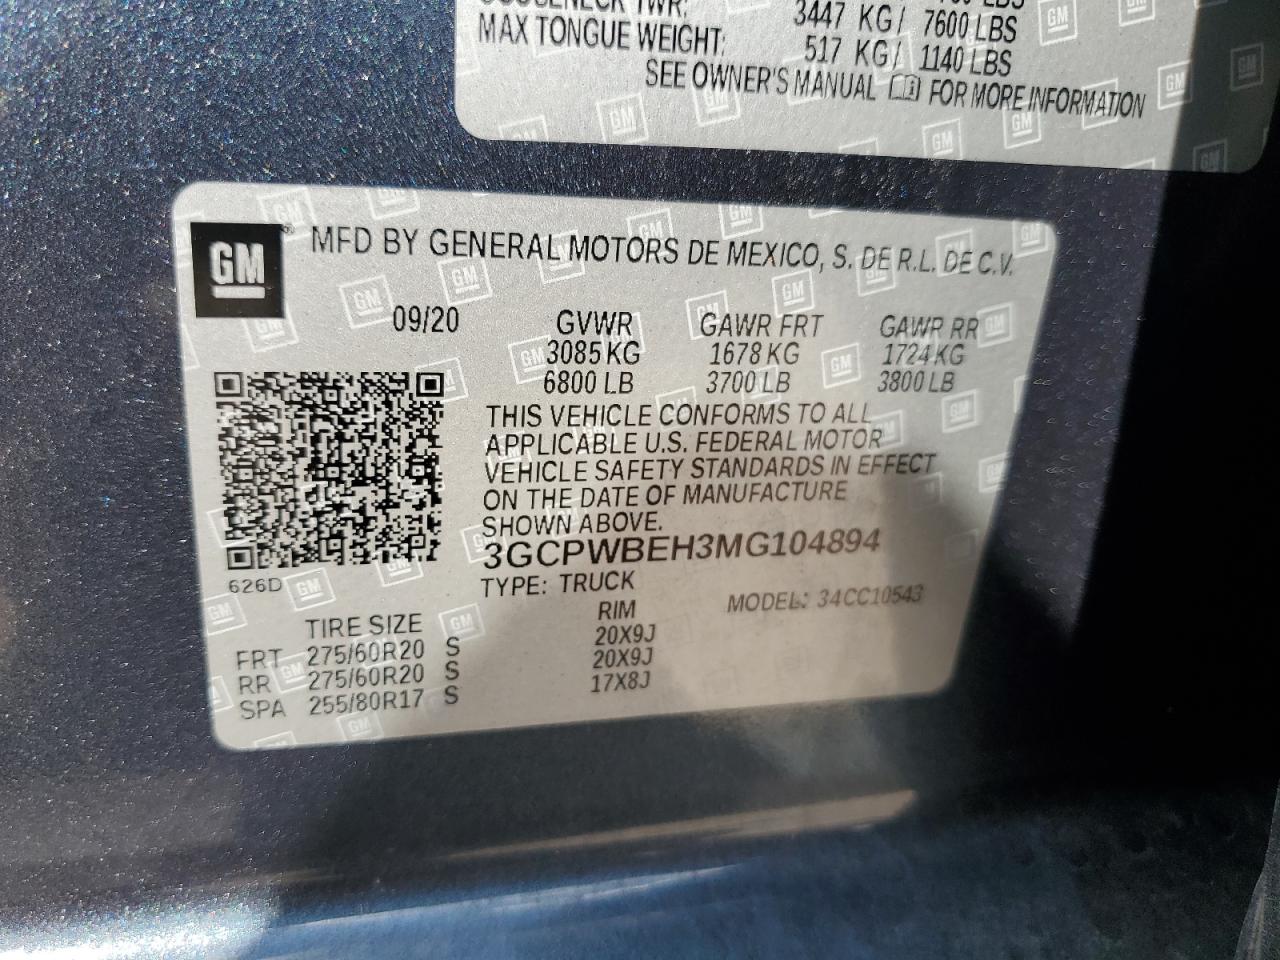 3447 KG/ 7600 LBS
MAX TONGUE WEIGHT: 517 KG/ 1140 LBS
SEE OWNER'S MANUAL FOR MORE INFORMATION
GM® MFD BY GENERAL MOTORS DE MEXICO, S. DE R.L. DE C.V.
09/20 GVWR GAWR FRT GAWR RR
3085 KG 1678 KG 1724 KG
6800 LB 3700 LB 3800 LB
THIS VEHICLE CONFORMS TO ALL
APPLICABLE U.S. FEDERAL MOTOR
VEHICLE SAFETY STANDARDS IN EFFECT
ON THE DATE OF MANUFACTURE
SHOWN ABOVE.
3GCPWBEH3MG104894
626D
TYPE: TRUCK MODEL: 34CC10543
TIRE SIZE RIM
FRT 275/60R20 S 20X9J
RR 275/60R20 S 20X9J
SPA 255/80R17 S 17X8J